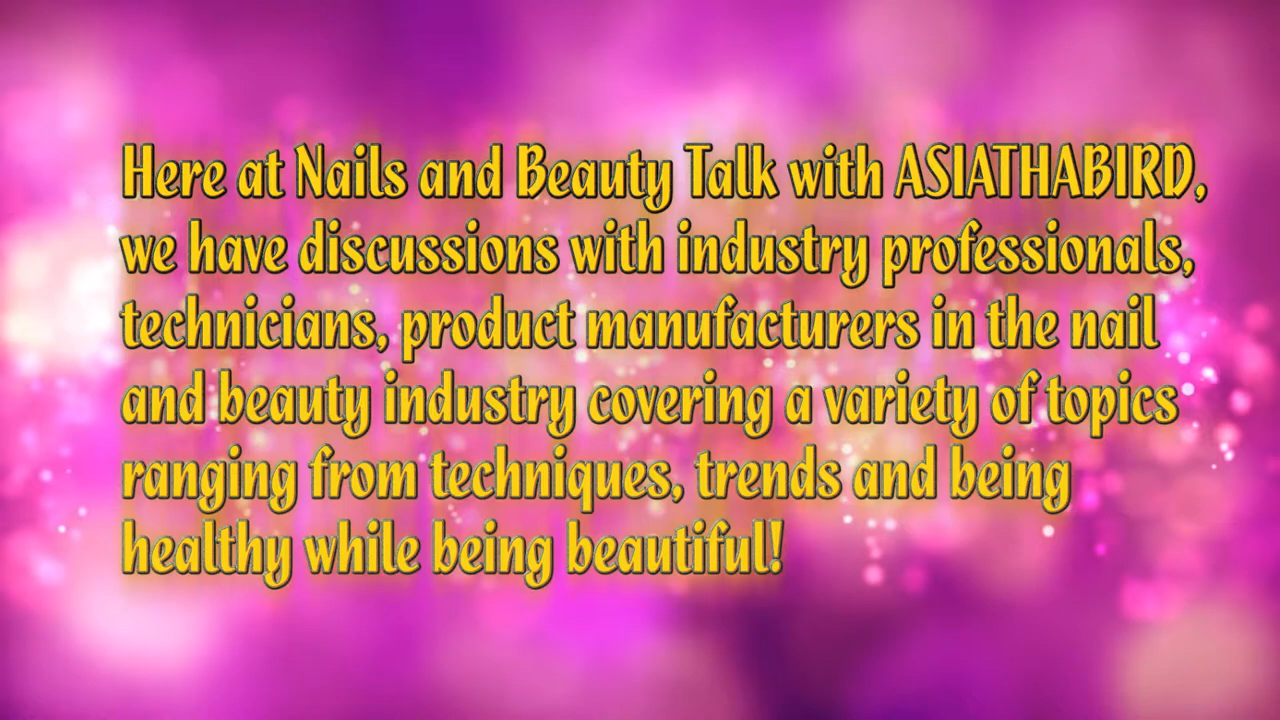 Here at Nails and Beauty Talk with ASIATHABIRD,
we have discussions with industry professionals,
technicians, product manufacturers in the nail
and beauty industry covering a variety of topics
ranging from techniques, trends and being
healthy while being beautiful!